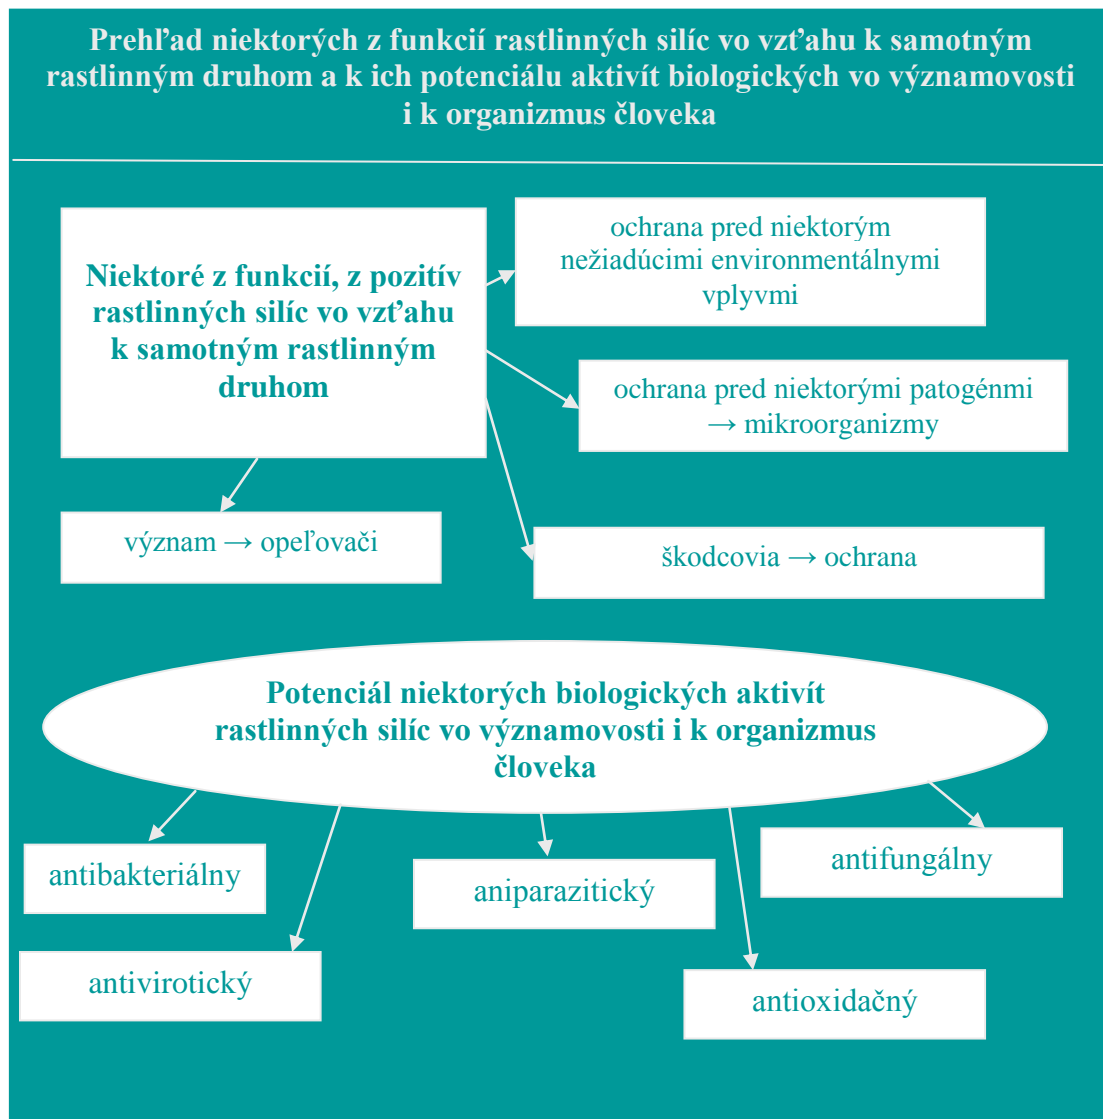 Prehľad niektorých z funkcií rastlinných silíc vo vzťahu k samotným
rastlinným druhom a k ich potenciálu aktivít biologických vo významovosti
i k organizmus človeka
Niektoré z funkcií, z pozitív
rastlinných silíc vo vzťahu
k samotným rastlinným
druhom
ochrana pred niektorým
nežiadúcimi environmentálnymi
vplyvmi
ochrana pred niektorými patogénmi
→ mikroorganizmy
význam → opeľovači
škodcovia → ochrana
Potenciál niektorých biologických aktivít
rastlinných silíc vo významovosti i k organizmus
človeka
antibakteriálny
aniparazitický
antifungálny
antivirotický
antioxidačný